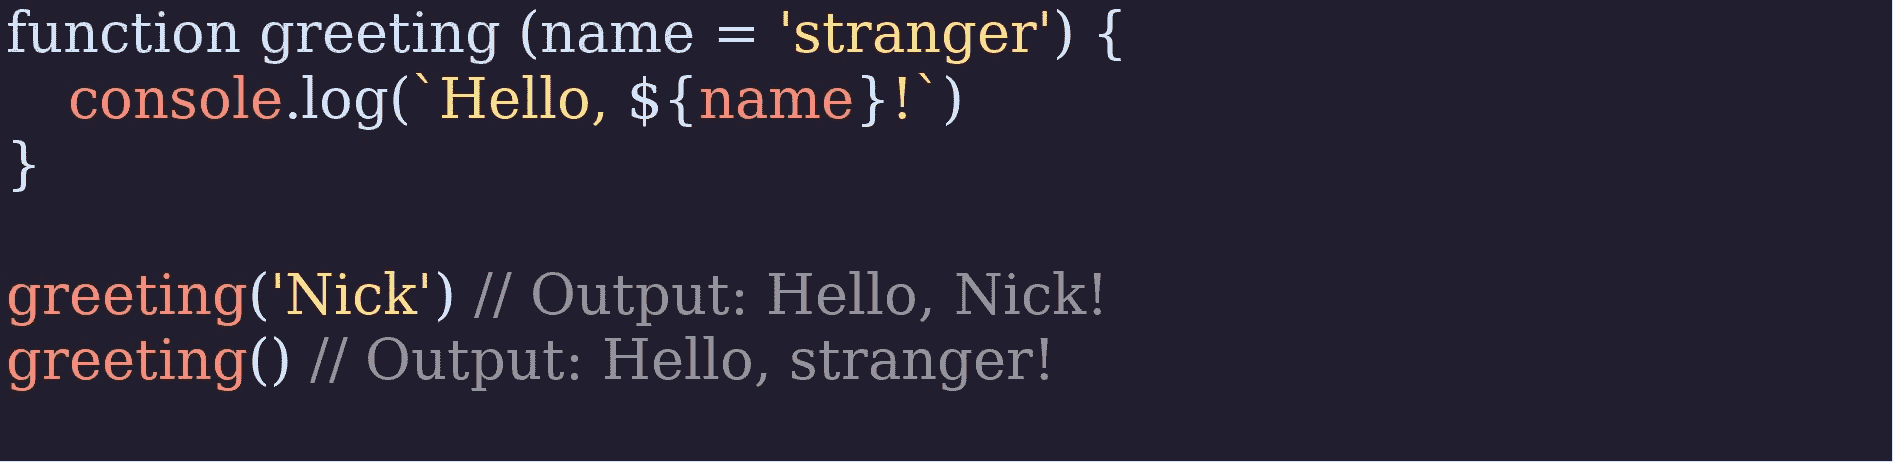 function greeting (name = 'stranger') {
    console.log(`Hello, ${name}!`)
}

greeting('Nick') // Output: Hello, Nick!
greeting() // Output: Hello, stranger!